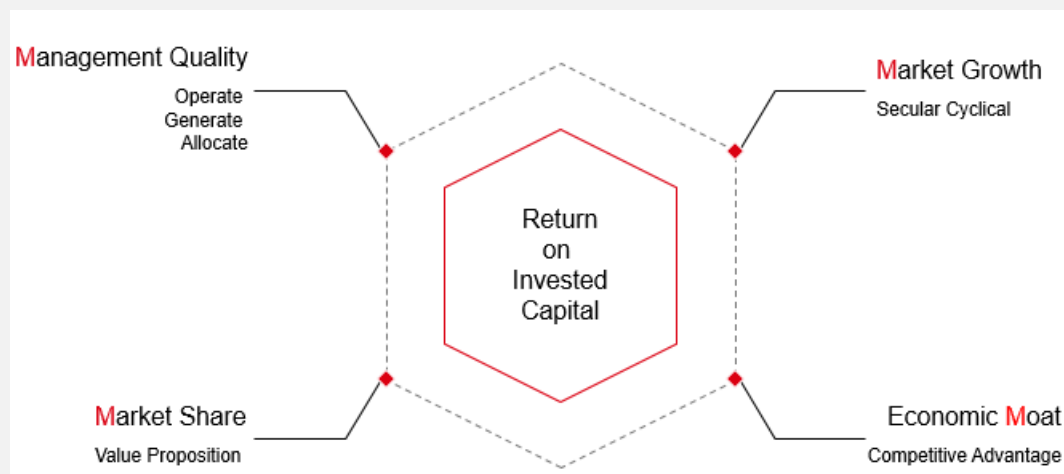 Management Quality
Operate
Generate
Allocate
Market Growth
Secular Cyclical
Return
on
Invested
Capital
Market Share
Value Proposition
Economic Moat
Competitive Advantage